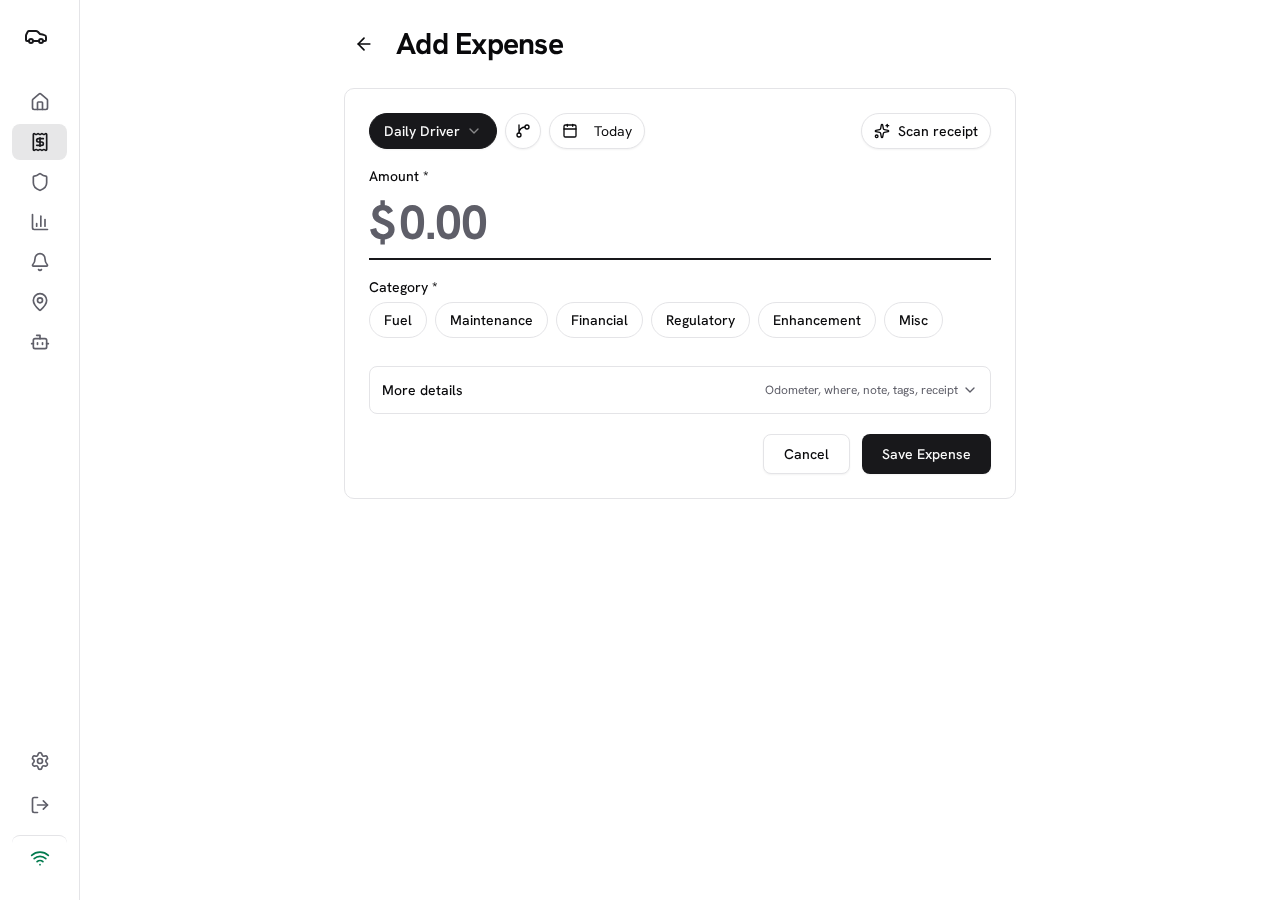 Add Expense
Daily Driver
Today
Scan receipt
Amount *
$ 0.00
Category *
Fuel
Maintenance
Financial
Regulatory
Enhancement
Misc
More details
Odometer, where, note, tags, receipt
Cancel
Save Expense